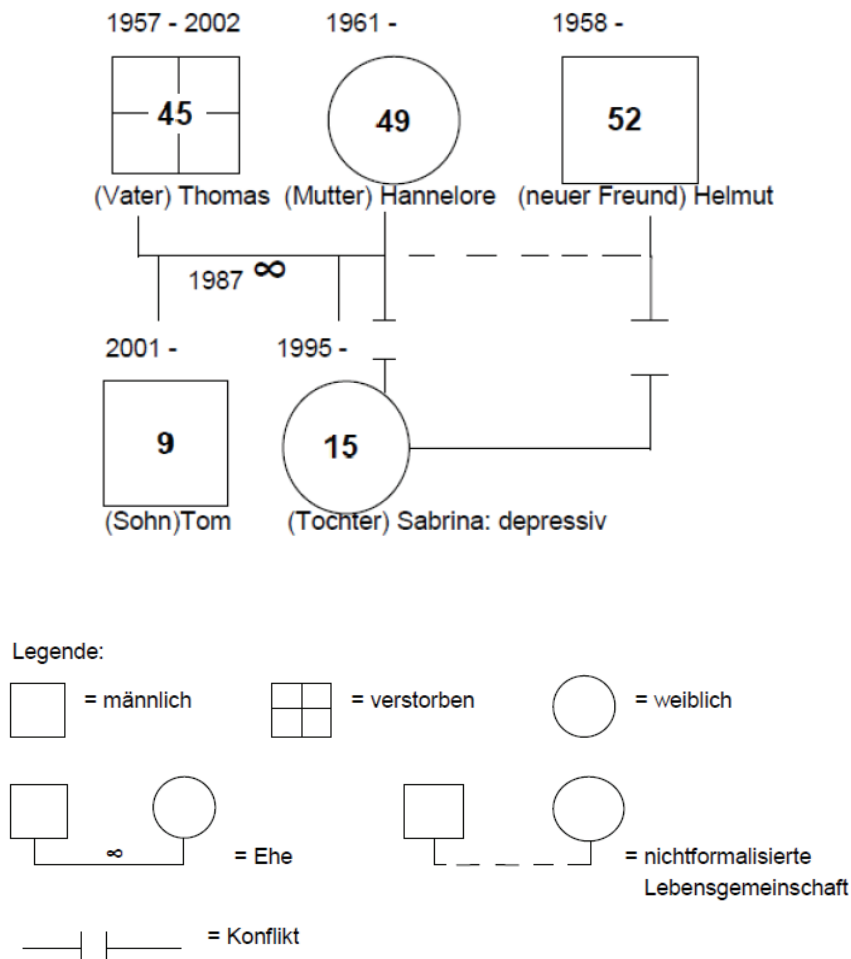 1957 - 2002 1961 - 1958 -
45 49 52
(Vater) Thomas (Mutter) Hannelore (neuer Freund) Helmut
1987 ∞
2001 - 1995 -
9 15
(Sohn)Tom (Tochter) Sabrina: depressiv
Legende:
= männlich = verstorben = weiblich
∞
= Ehe = nichtformalisierte
Lebensgemeinschaft
= Konflikt